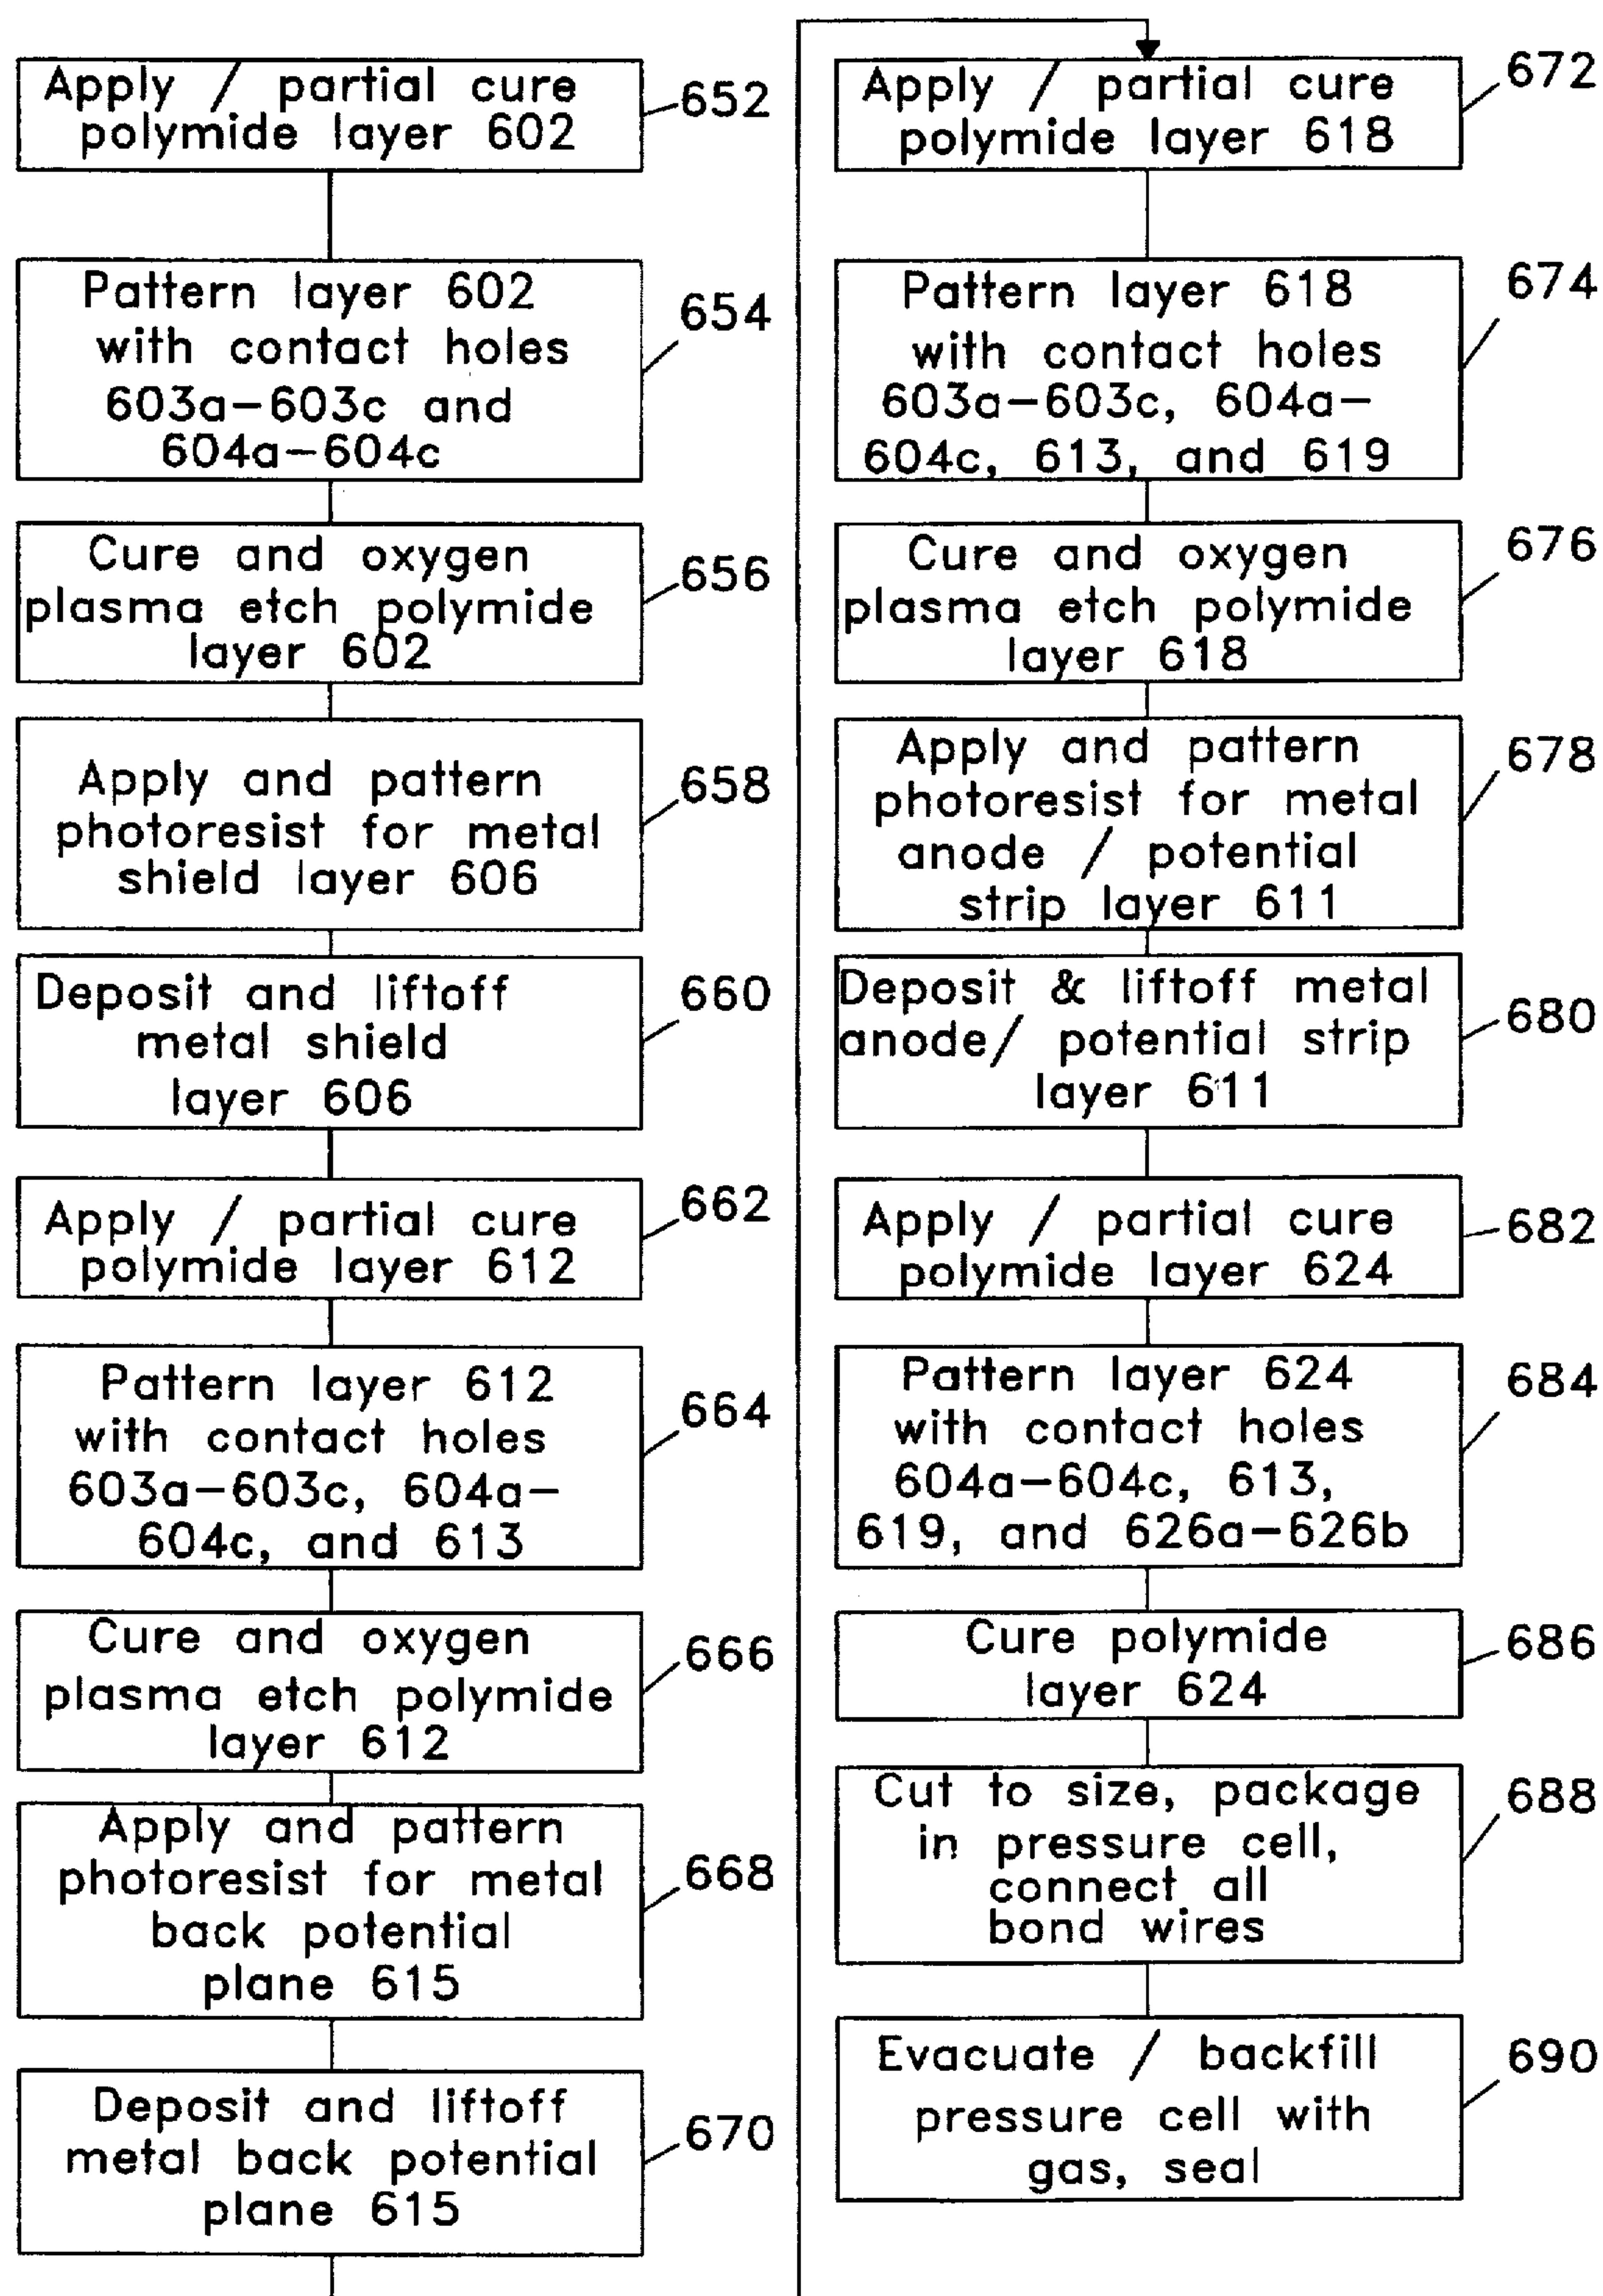 Apply / partial cure
polymide layer 602
652
Pattern layer 602
with contact holes
603a-603c and
604a-604c
654
Cure and oxygen
plasma etch polymide
layer 602
656
Apply and pattern
photoresist for metal
shield layer 606
658
Deposit and liftoff
metal shield
layer 606
660
Apply / partial cure
polymide layer 612
662
Pattern layer 612
with contact holes
603a-603c, 604a-
604c, and 613
664
Cure and oxygen
plasma etch polymide
layer 612
666
Apply and pattern
photoresist for metal
back potential
plane 615
668
Deposit and liftoff
metal back potential
plane 615
670
Apply / partial cure
polymide layer 618
672
Pattern layer 618
with contact holes
603a-603c, 604a-
604c, 613, and 619
674
Cure and oxygen
plasma etch polymide
layer 618
676
Apply and pattern
photoresist for metal
anode / potential
strip layer 611
678
Deposit & liftoff metal
anode/ potential strip
layer 611
680
Apply / partial cure
polymide layer 624
682
Pattern layer 624
with contact holes
604a-604c, 613,
619, and 626a-626b
684
Cure polymide
layer 624
686
Cut to size, package
in pressure cell,
connect all
bond wires
688
Evacuate / backfill
pressure cell with
gas, seal
690